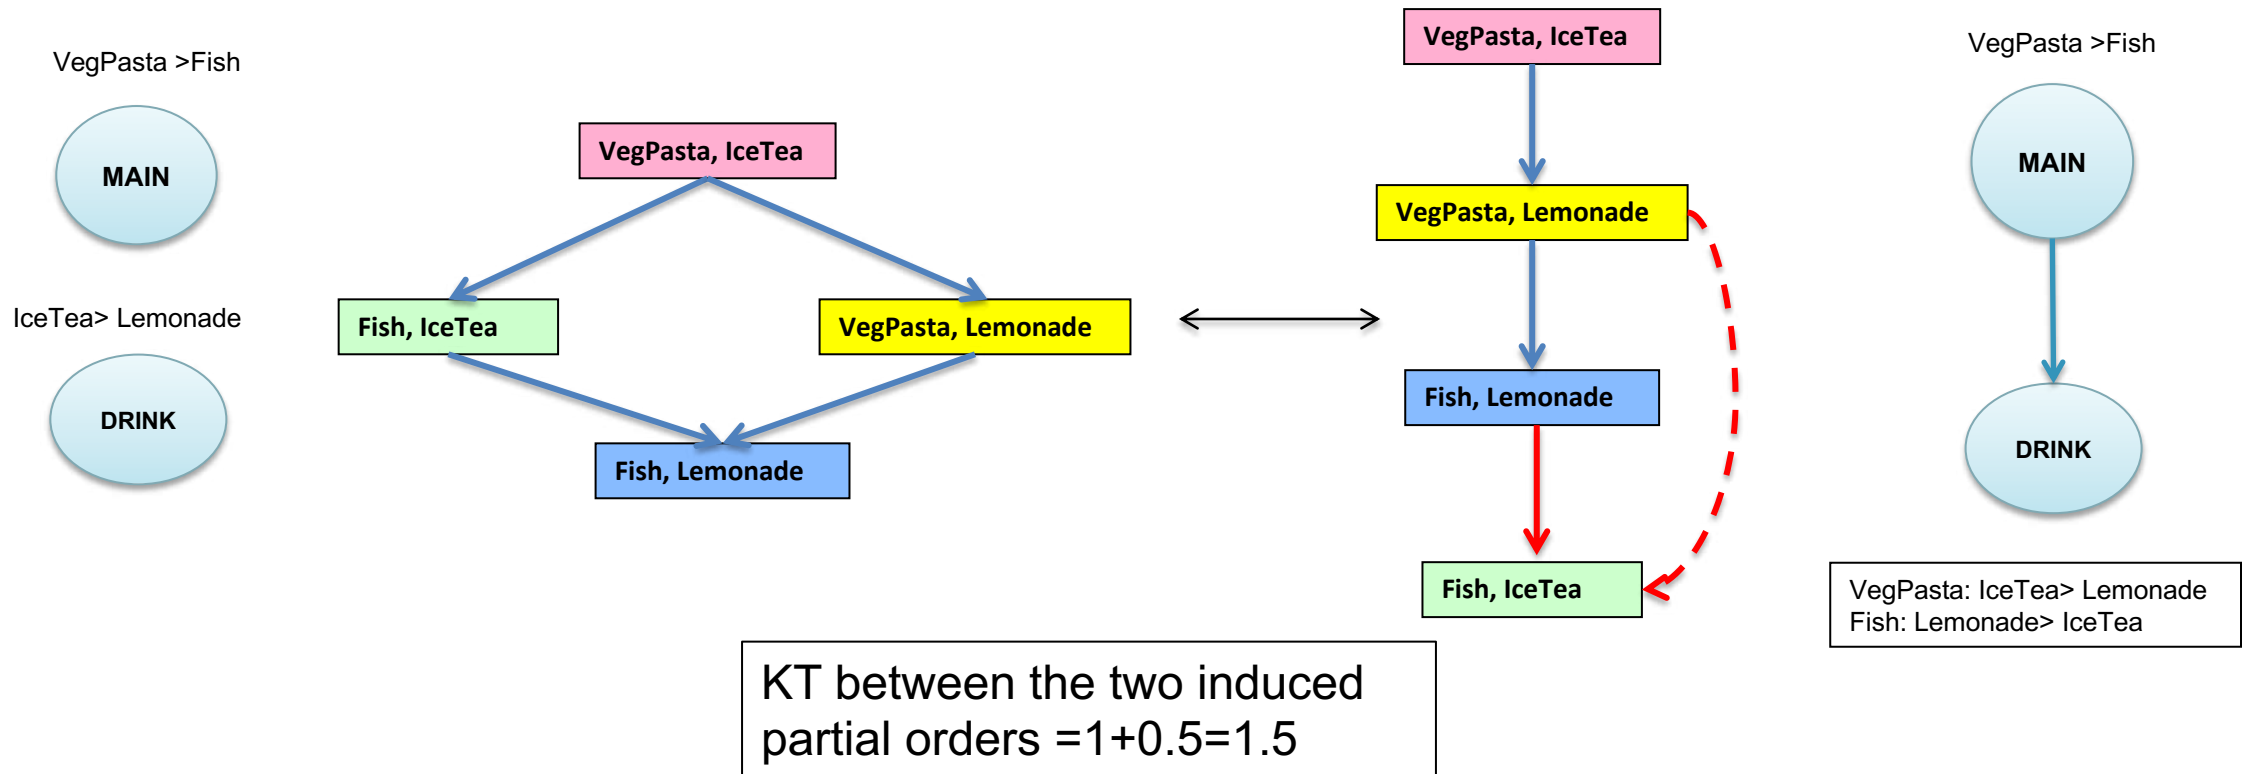 VegPasta >Fish
MAIN
IceTea> Lemonade
DRINK
VegPasta, IceTea
Fish, IceTea
VegPasta, Lemonade
Fish, Lemonade
VegPasta, IceTea
VegPasta, Lemonade
Fish, Lemonade
Fish, IceTea
VegPasta >Fish
MAIN
DRINK
VegPasta: IceTea> Lemonade
Fish: Lemonade> IceTea
KT between the two induced
partial orders =1+0.5=1.5